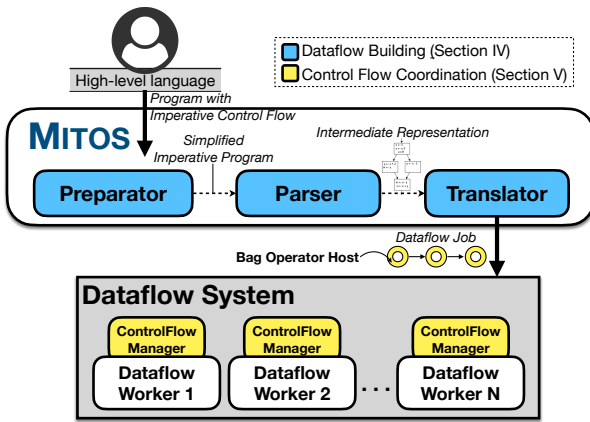 Dataflow Building (Section IV)
Control Flow Coordination (Section V)
High-level language
Program with
Imperative Control Flow
MITOS
Simplified
Imperative Program
Intermediate Representation
Preparator
Parser
Translator
Dataflow Job
Bag Operator Host
Dataflow System
ControlFlow
Manager
Dataflow
Worker 1
ControlFlow
Manager
Dataflow
Worker 2
...
ControlFlow
Manager
Dataflow
Worker N